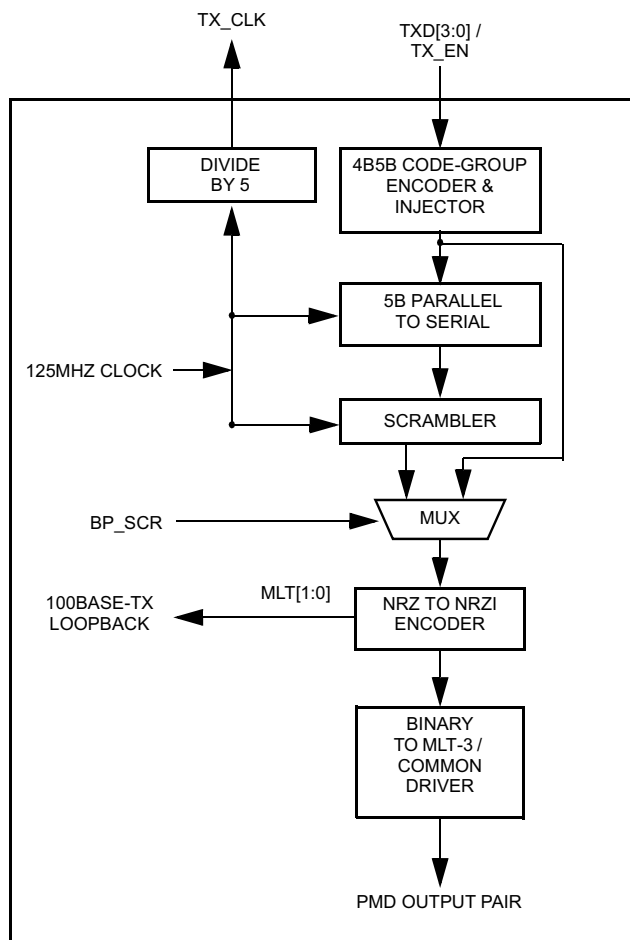 TX_CLK
TXD[3:0] /
TX_EN
DIVIDE
BY 5
4B5B CODE-GROUP
ENCODER &
INJECTOR
5B PARALLEL
TO SERIAL
125MHZ CLOCK
SCRAMBLER
BP_SCR
MUX
100BASE-TX
LOOPBACK
MLT[1:0]
NRZ TO NRZI
ENCODER
BINARY
TO MLT-3 /
COMMON
DRIVER
PMD OUTPUT PAIR